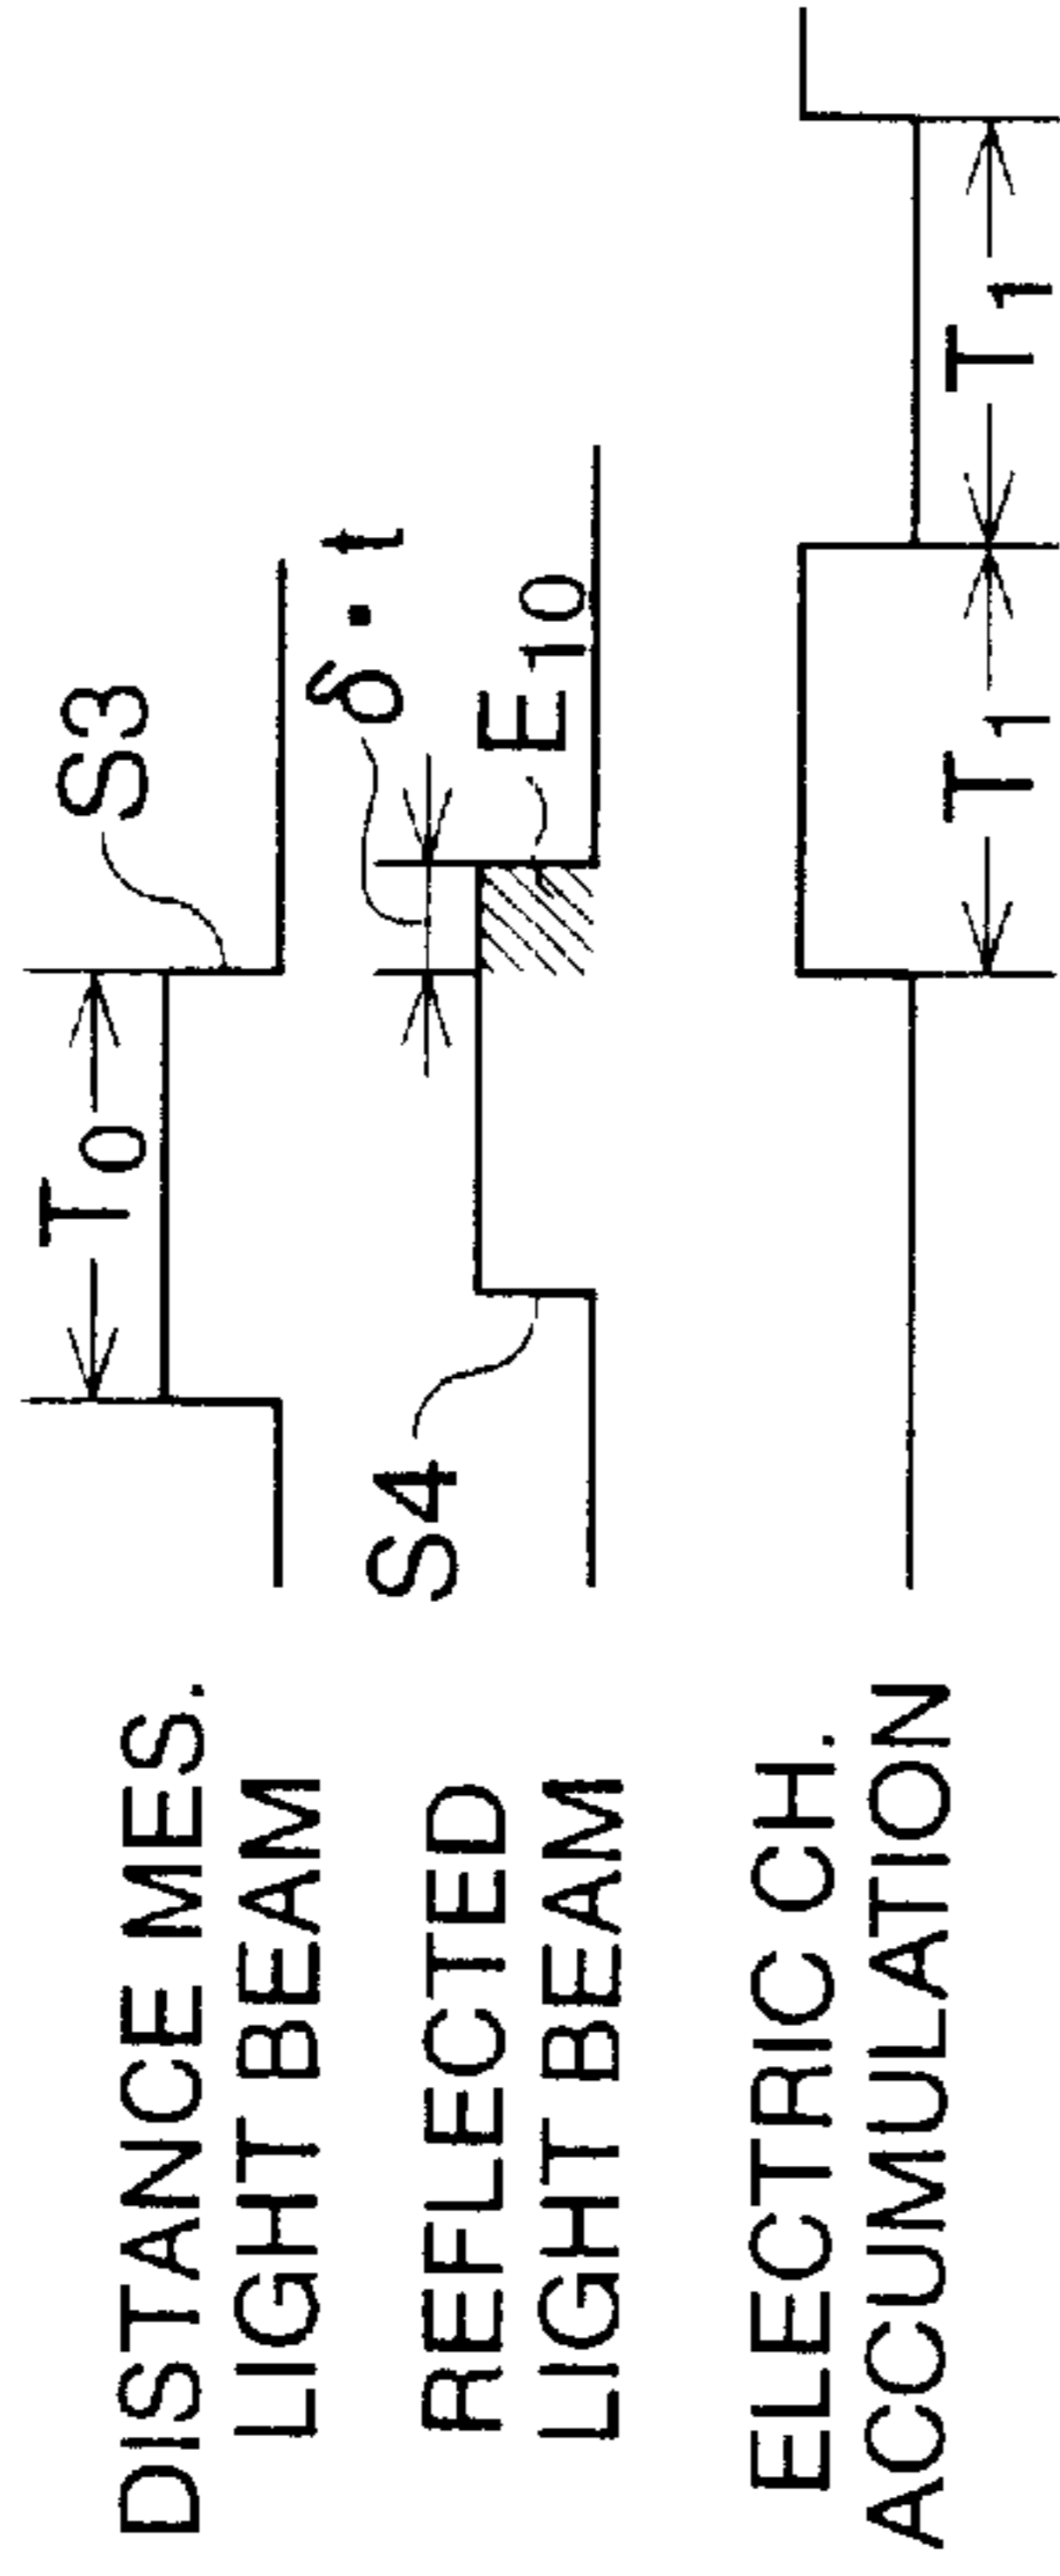 DISTANCE MES.
LIGHT BEAM
T0
S3
REFLECTED
LIGHT BEAM
S4
δ・t
E10
ELECTRIC CH.
ACCUMULATION
T1
T1